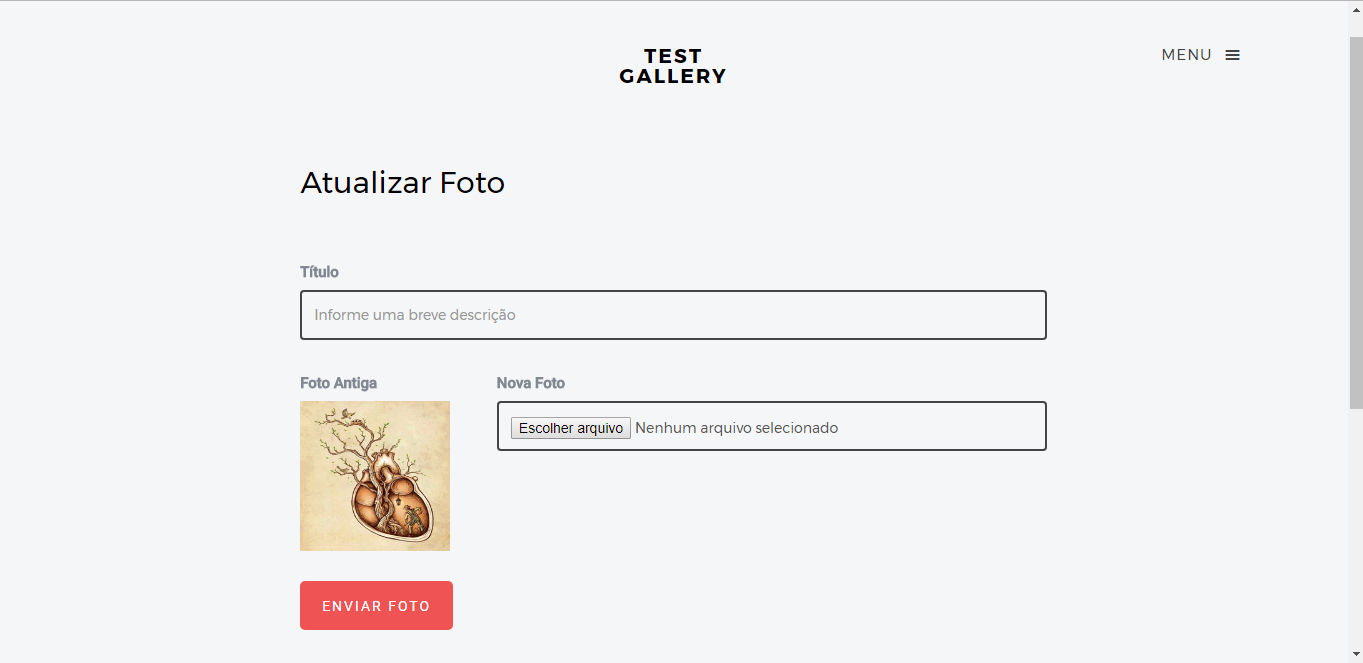 TEST
GALLERY
MENU
Atualizar Foto
Título
Informe uma breve descrição
Foto Antiga
Nova Foto
Escolher arquivo Nenhum arquivo selecionado
ENVIAR FOTO